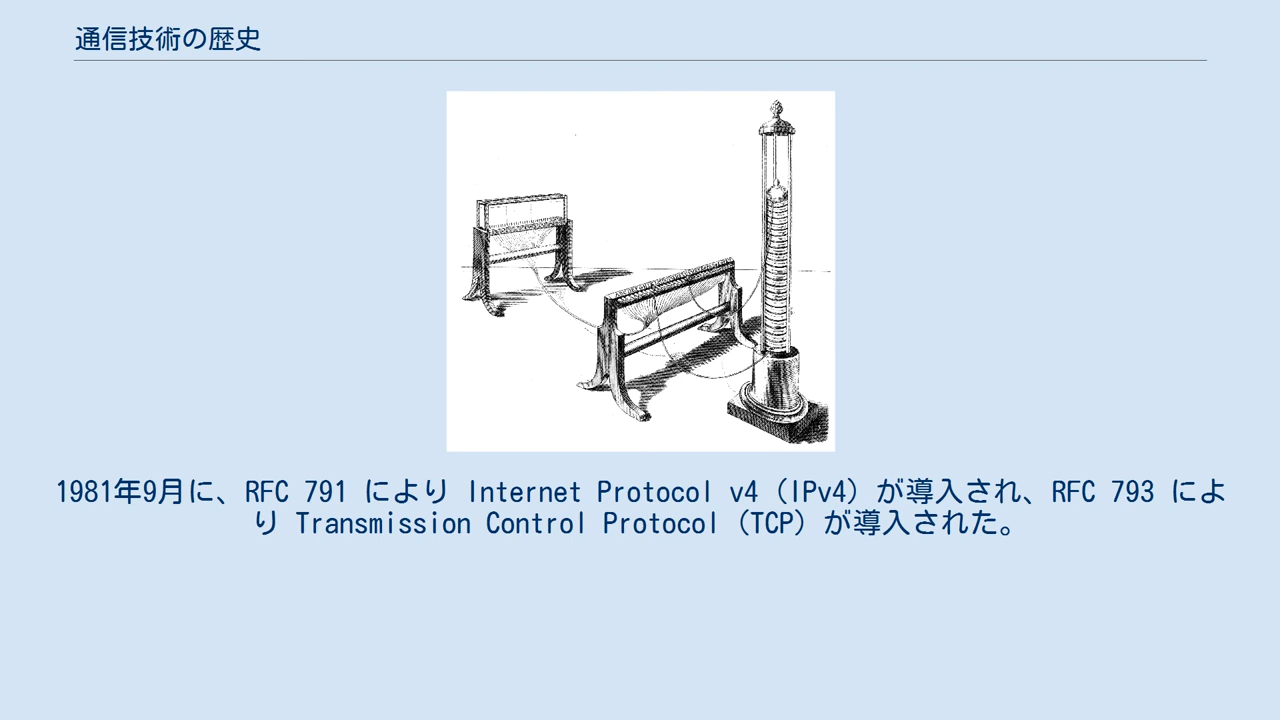 通信技術の歴史
1981年9月に、RFC 791 により Internet Protocol v4（IPv4）が導入され、RFC 793 によ
り Transmission Control Protocol（TCP）が導入された。